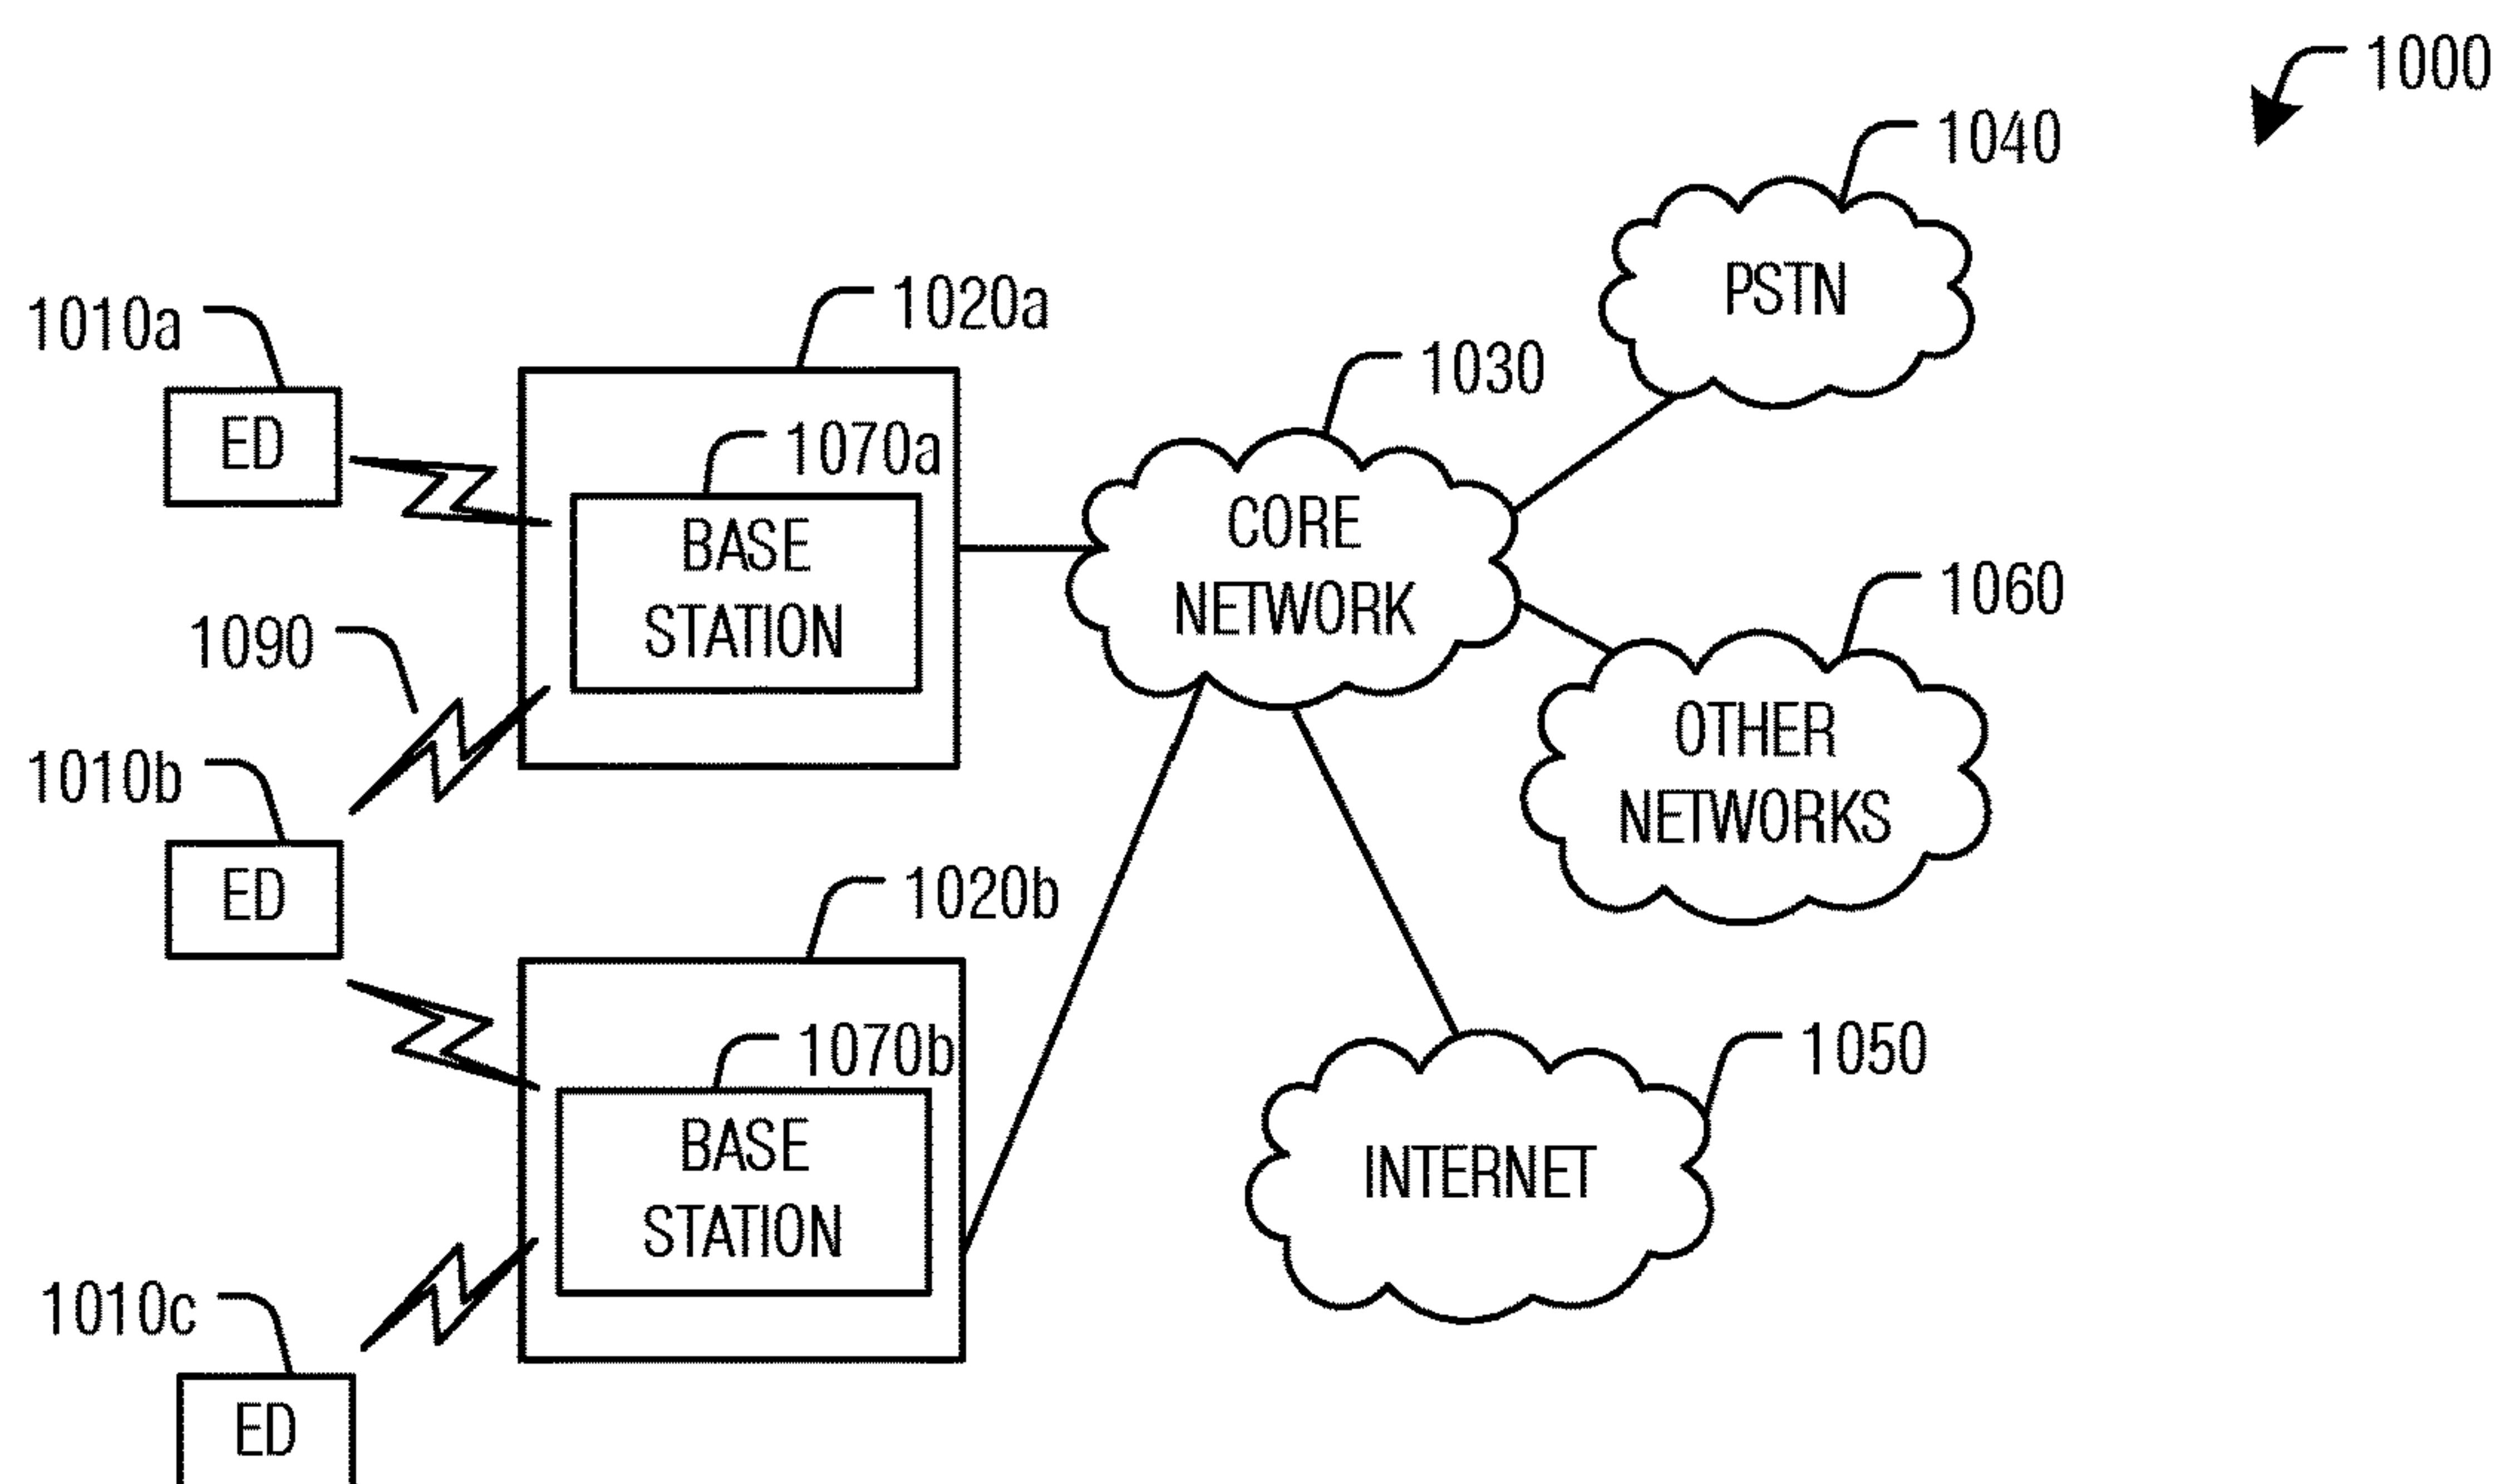 1000
1040
PSTN
1010a
ED
1020a
1070a
BASE
STATION
1030
CORE
NETWORK
1060
OTHER
NETWORKS
1090
1010b
ED
1020b
1070b
BASE
STATION
1050
INTERNET
1010c
ED